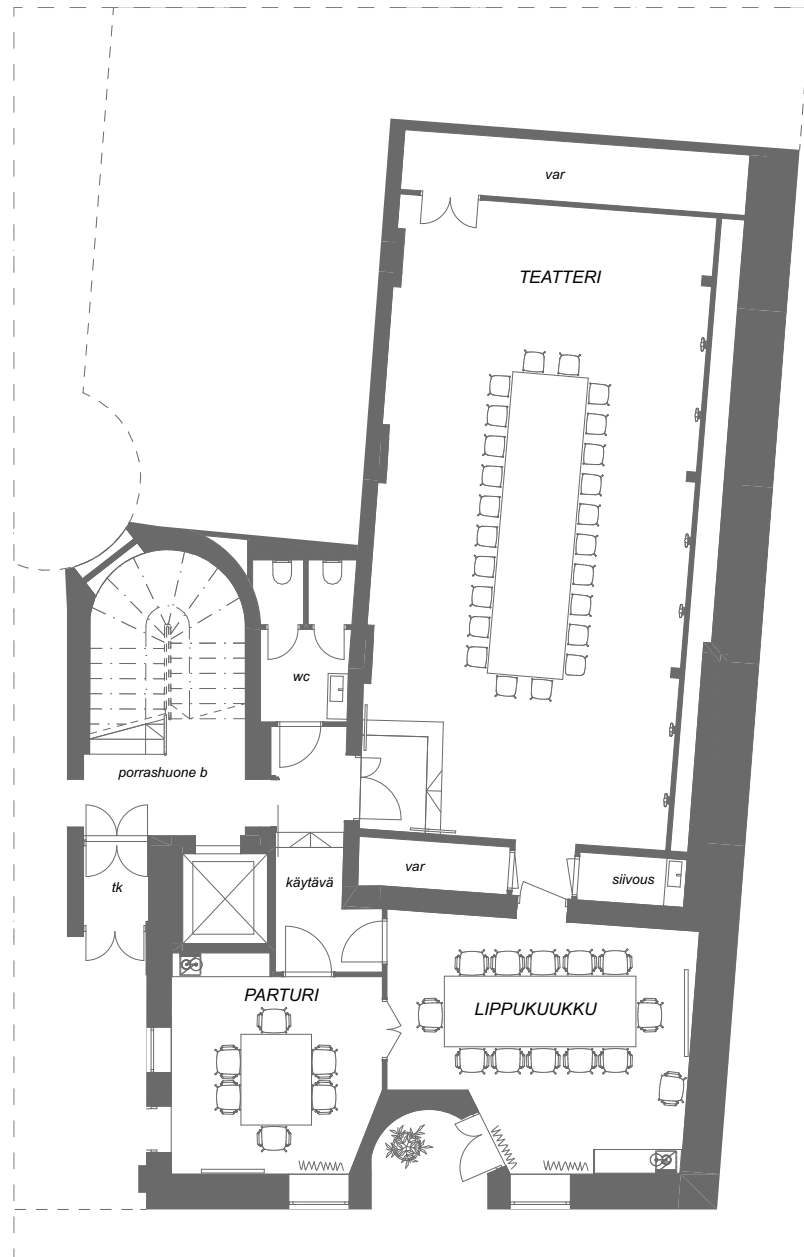 var
TEATTERI
wc
porrashuone b
var
siivous
käytävä
tk
PARTURI
LIPPUKUUKKU